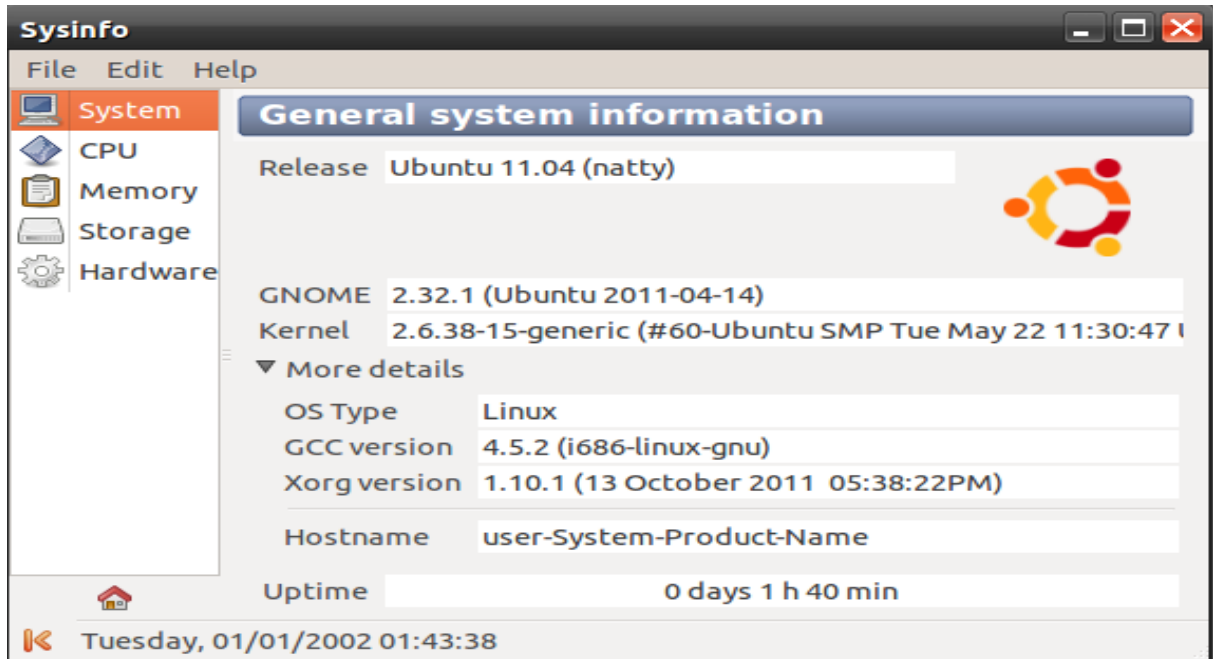 Sysinfo
File Edit Help
System
CPU
Memory
Storage
Hardware
General system information
Release Ubuntu 11.04 (natty)
GNOME 2.32.1 (Ubuntu 2011-04-14)
Kernel 2.6.38-15-generic (#60-Ubuntu SMP Tue May 22 11:30:47
More details
OS Type Linux
GCC version 4.5.2 (i686-linux-gnu)
Xorg version 1.10.1 (13 October 2011 05:38:22PM)
Hostname user-System-Product-Name
Uptime 0 days 1 h 40 min
Tuesday, 01/01/2002 01:43:38